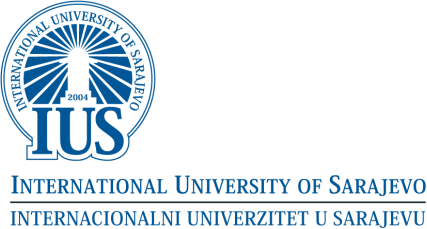 INTERNATIONAL UNIVERSITY OF SARAJEVO
2004
IUS
INTERNATIONAL UNIVERSITY OF SARAJEVO
INTERNACIONALNI UNIVERZITET U SARAJEVU